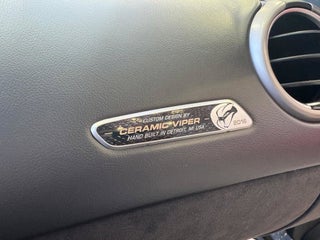 CUSTOM DESIGN BY
CERAMIC VIPER
HAND BUILT IN DETROIT, MI USA
2016